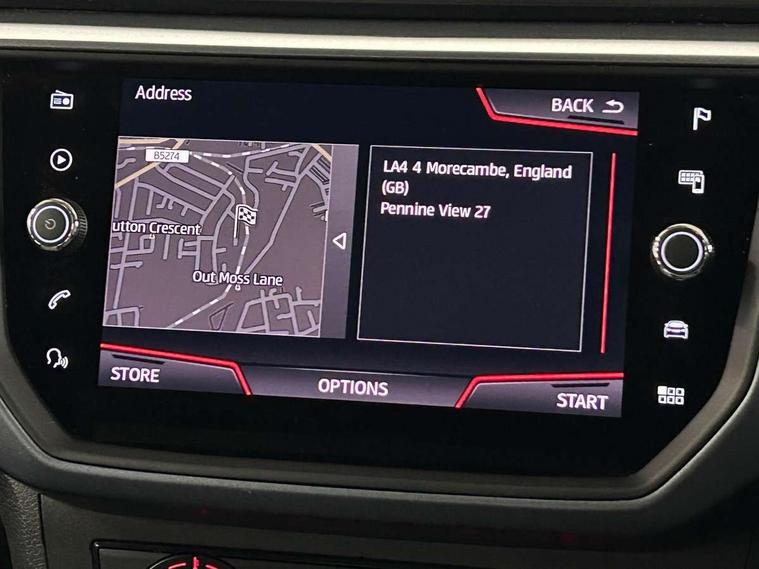 Address
BACK
B5274
utton Crescent
Out Moss Lane
LA4 4 Morecambe, England
(GB)
Pennine View 27
STORE
OPTIONS
START